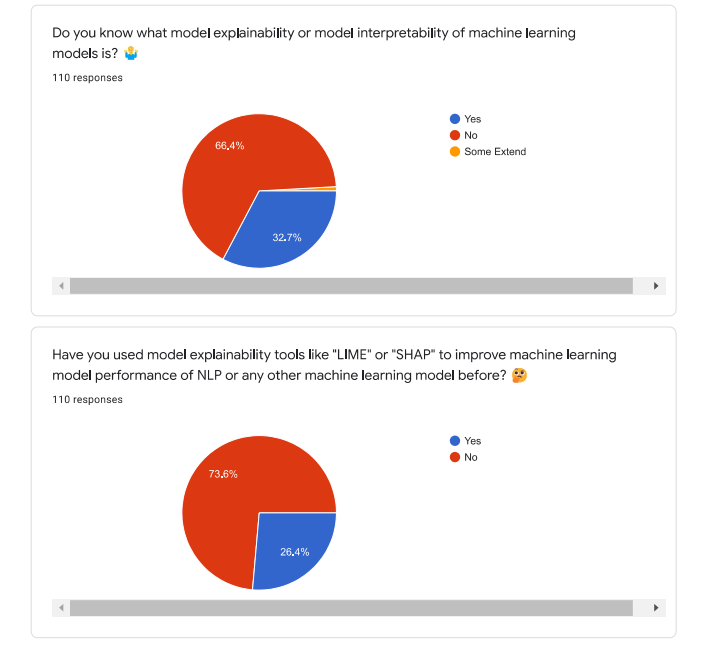 Do you know what model explainability or model interpretability of machine learning
models is? 🤷‍♂️
110 responses
66.4%
32.7%
Yes
No
Some Extend
Have you used model explainability tools like "LIME" or "SHAP" to improve machine learning
model performance of NLP or any other machine learning model before? 🤔
110 responses
73.6%
26.4%
Yes
No